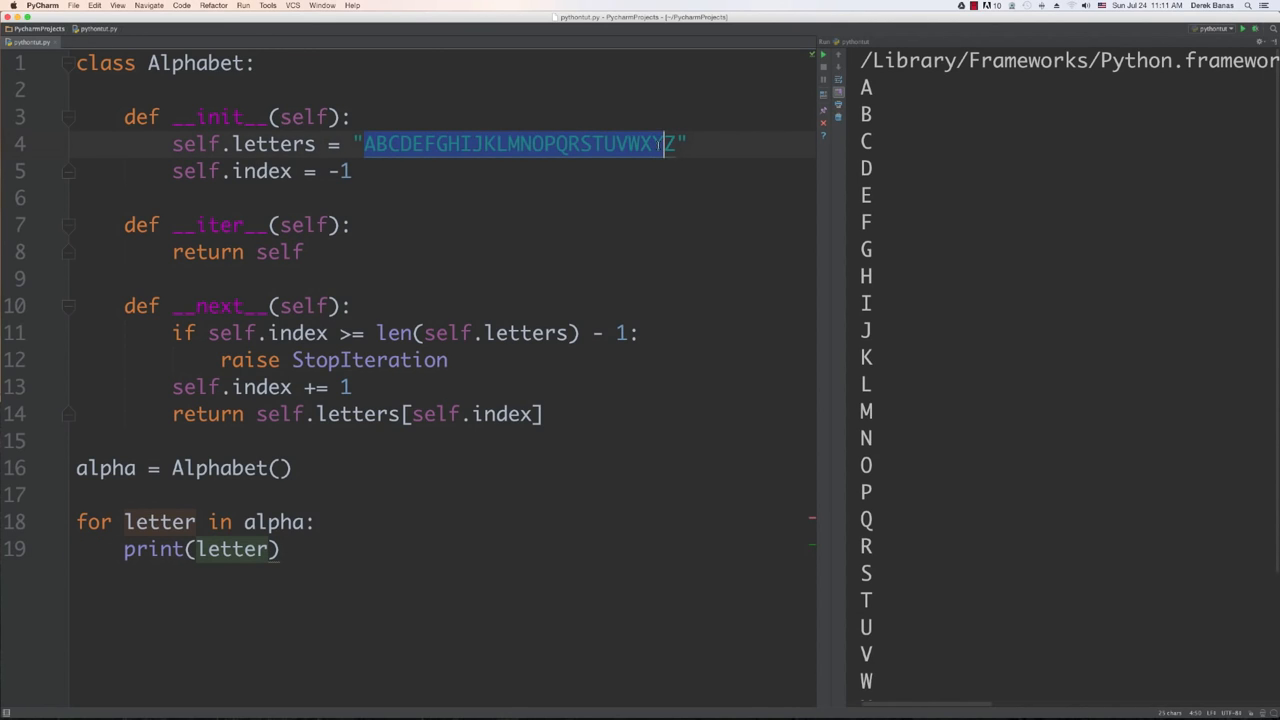 PyCharm File Edit View Navigate Code Refactor Run Tools VCS Window Help 10 Sun Jul 24 11:11 AM Derek Banas
pythontut.py - PycharmProjects - ~/PycharmProjects
PycharmProjects pythontut.py pythontut
pythontut.py
Run: pythontut
1 class Alphabet:
2
3 def __init__(self):
4 self.letters = "ABCDEFGHIJKLMNOPQRSTUVWXYZ"
5 self.index = -1
6
7 def __iter__(self):
8 return self
9
10 def __next__(self):
11 if self.index >= len(self.letters) - 1:
12 raise StopIteration
13 self.index += 1
14 return self.letters[self.index]
15
16 alpha = Alphabet()
17
18 for letter in alpha:
19 print(letter)
/Library/Frameworks/Python.framewor
A
B
C
D
E
F
G
H
I
J
K
L
M
N
O
P
Q
R
S
T
U
V
W
25 chars 4:50 LF÷ UTF-8÷